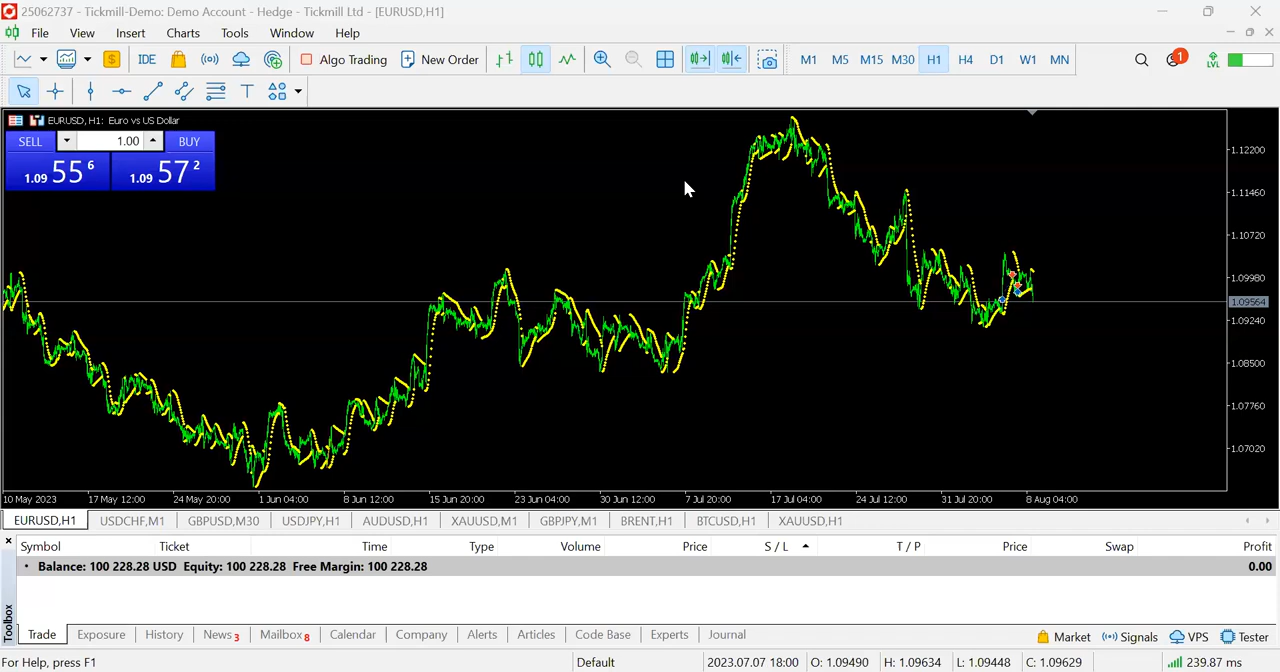 25062737 - Tickmill-Demo: Demo Account - Hedge - Tickmill Ltd - [EURUSD,H1]
File View Insert Charts Tools Window Help
IDE Algo Trading New Order M1 M5 M15 M30 H1 H4 D1 W1 MN 1 LVL
T
EURUSD, H1: Euro vs US Dollar
SELL 1.00 BUY
1.09 55 6 1.09 57 2
1.12200
1.11460
1.10720
1.09980
1.09564
1.09240
1.08500
1.07760
1.07020
10 May 2023 17 May 12:00 24 May 20:00 1 Jun 04:00 8 Jun 12:00 15 Jun 20:00 23 Jun 04:00 30 Jun 12:00 7 Jul 20:00 17 Jul 04:00 24 Jul 12:00 31 Jul 20:00 8 Aug 04:00
EURUSD,H1 USDCHF,M1 GBPUSD,M30 USDJPY,H1 AUDUSD,H1 XAUUSD,M1 GBPJPY,M1 BRENT,H1 BTCUSD,H1 XAUUSD,H1
Symbol Ticket Time Type Volume Price S / L T / P Price Swap Profit
Balance: 100 228.28 USD Equity: 100 228.28 Free Margin: 100 228.28 0.00
Toolbox
Trade Exposure History News 3 Mailbox 8 Calendar Company Alerts Articles Code Base Experts Journal Market Signals VPS Tester
For Help, press F1 Default 2023.07.07 18:00 O: 1.09490 H: 1.09634 L: 1.09448 C: 1.09629 239.87 ms